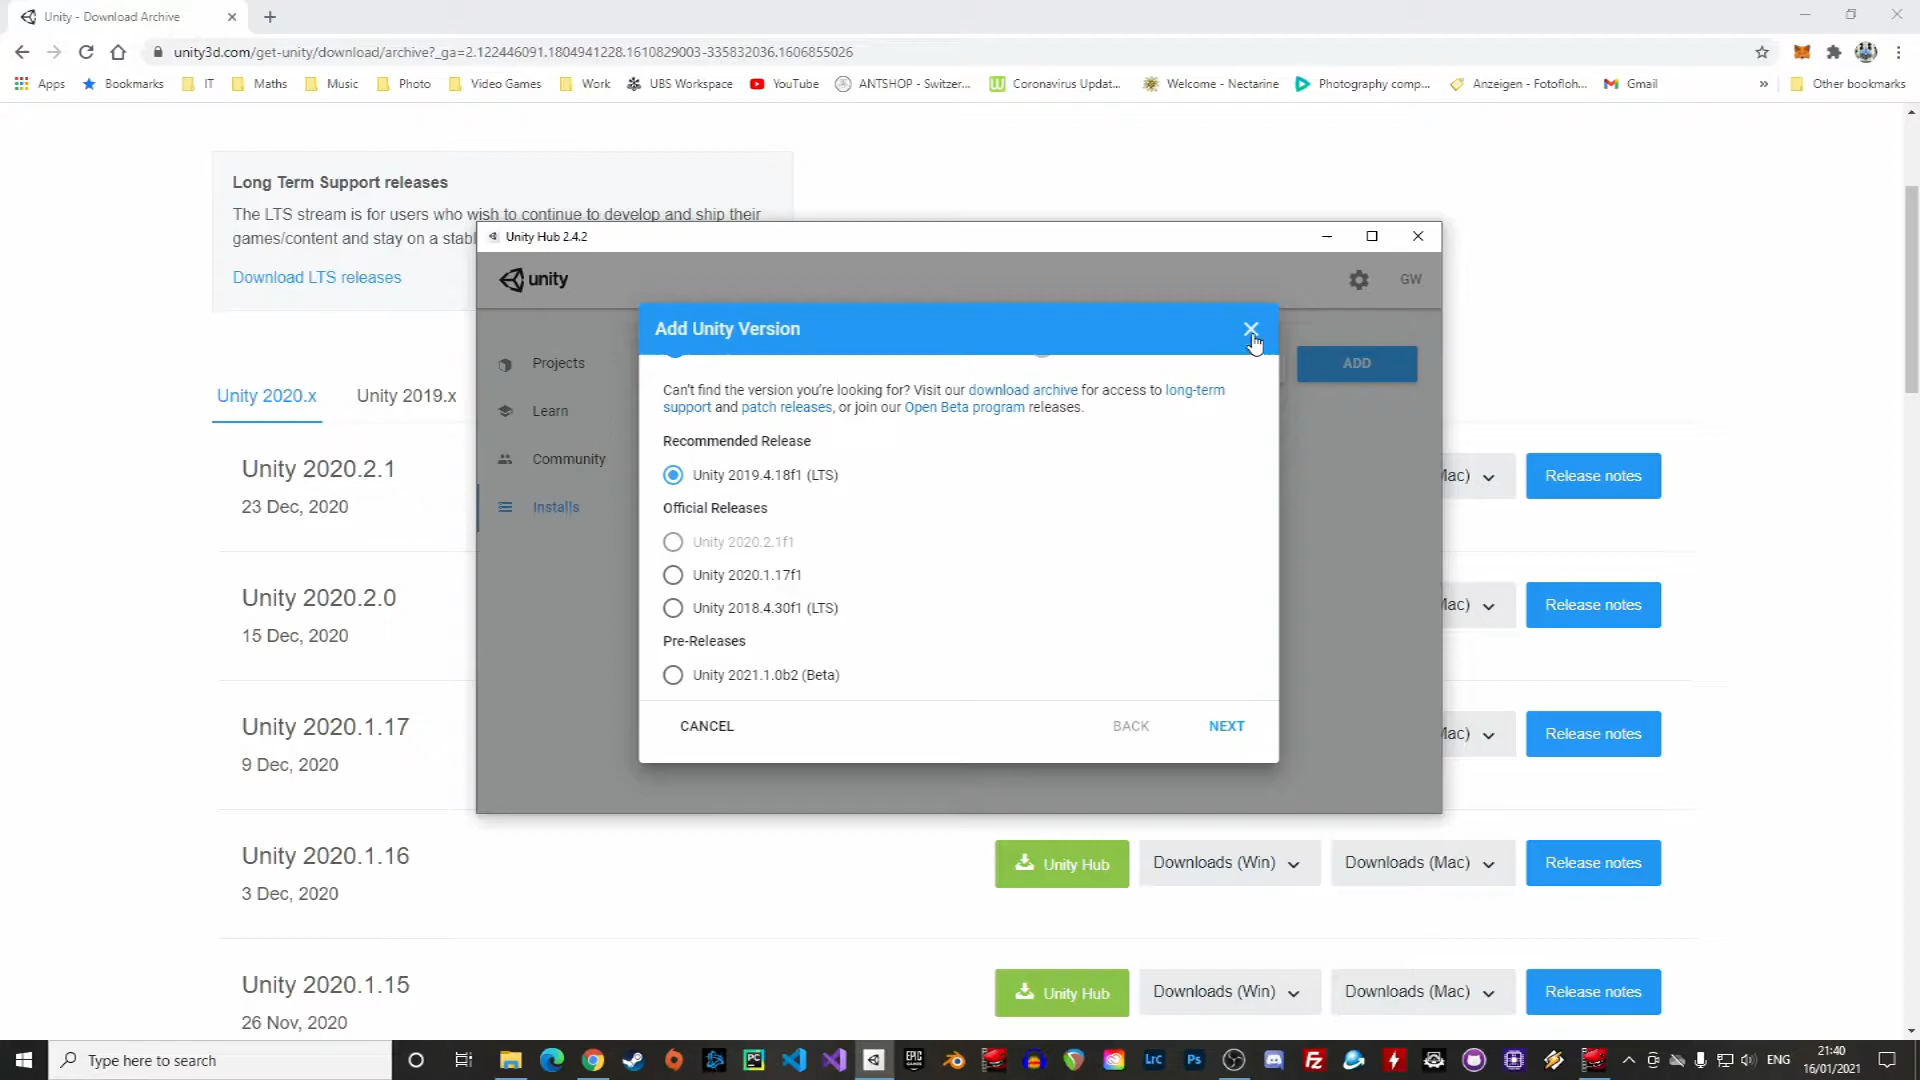 Unity - Download Archive
unity3d.com/get-unity/download/archive?_ga=2.122446091.1804941228.1610829003-335832036.1606855026
Apps
Bookmarks
IT
Maths
Music
Photo
Video Games
Work
UBS Workspace
YouTube
ANTSHOP - Switzer...
Coronavirus Updat...
Welcome - Nectarine
Photography comp...
Anzeigen - Fotofloh...
Gmail
»
Other bookmarks
Long Term Support releases
The LTS stream is for users who wish to continue to develop and ship their
games/content and stay on a stabl
Download LTS releases
Unity 2020.x
Unity 2019.x
Unity 2020.2.1
23 Dec, 2020
Unity 2020.2.0
15 Dec, 2020
Unity 2020.1.17
9 Dec, 2020
Unity Hub 2.4.2
unity
GW
Projects
Learn
Community
Installs
ADD
Add Unity Version
Can't find the version you're looking for? Visit our download archive for access to long-term
support and patch releases, or join our Open Beta program releases.
Recommended Release
Unity 2019.4.18f1 (LTS)
Official Releases
Unity 2020.2.1f1
Unity 2020.1.17f1
Unity 2018.4.30f1 (LTS)
Pre-Releases
Unity 2021.1.0b2 (Beta)
CANCEL
BACK
NEXT
Mac)
Release notes
Mac)
Release notes
Mac)
Release notes
Unity 2020.1.16
3 Dec, 2020
Unity Hub
Downloads (Win)
Downloads (Mac)
Release notes
Unity 2020.1.15
26 Nov, 2020
Unity Hub
Downloads (Win)
Downloads (Mac)
Release notes
Type here to search
PC
EPIC
GAMES
Lrc
Ps
FZ
ENG
21:40
16/01/2021